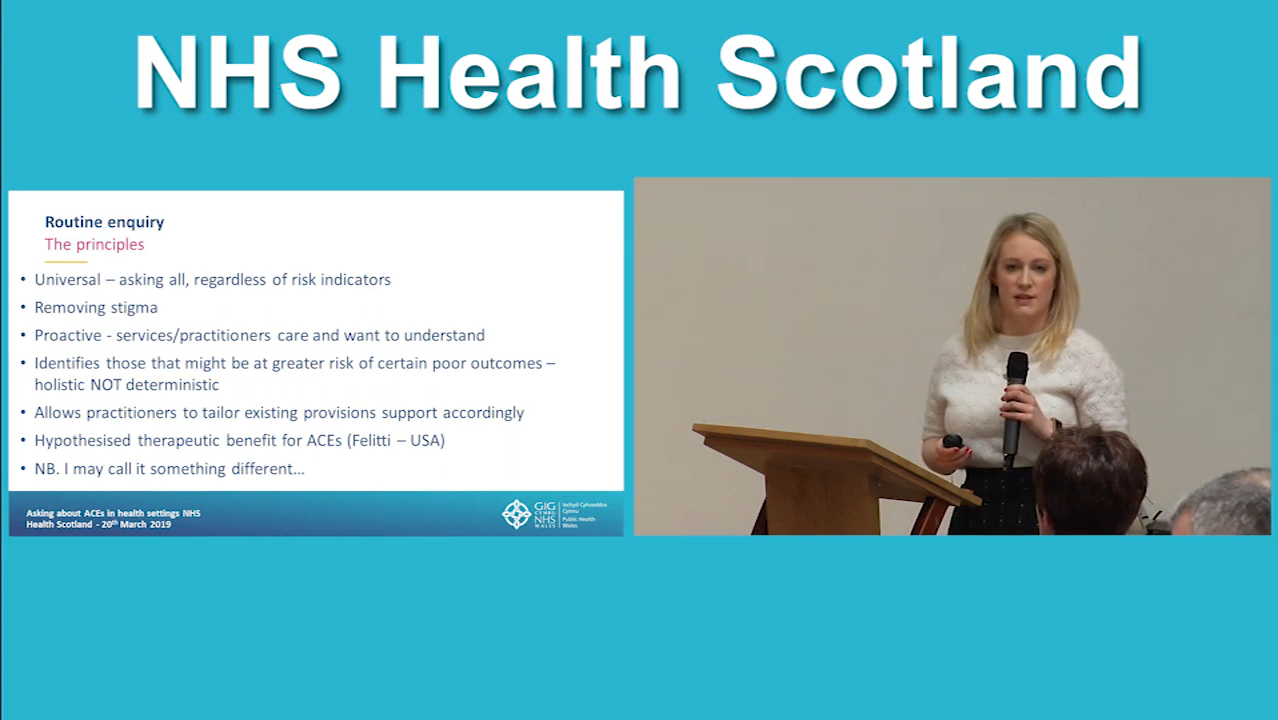 NHS Health Scotland
Routine enquiry
The principles
• Universal – asking all, regardless of risk indicators
• Removing stigma
• Proactive - services/practitioners care and want to understand
• Identifies those that might be at greater risk of certain poor outcomes –
holistic NOT deterministic
• Allows practitioners to tailor existing provisions support accordingly
• Hypothesised therapeutic benefit for ACEs (Felitti – USA)
• NB. I may call it something different...
Asking about ACEs in health settings NHS
Health Scotland - 20th March 2019
GIG
CYMRU
NHS
WALES
Iechyd Cyhoeddus
Cymru
Public Health
Wales